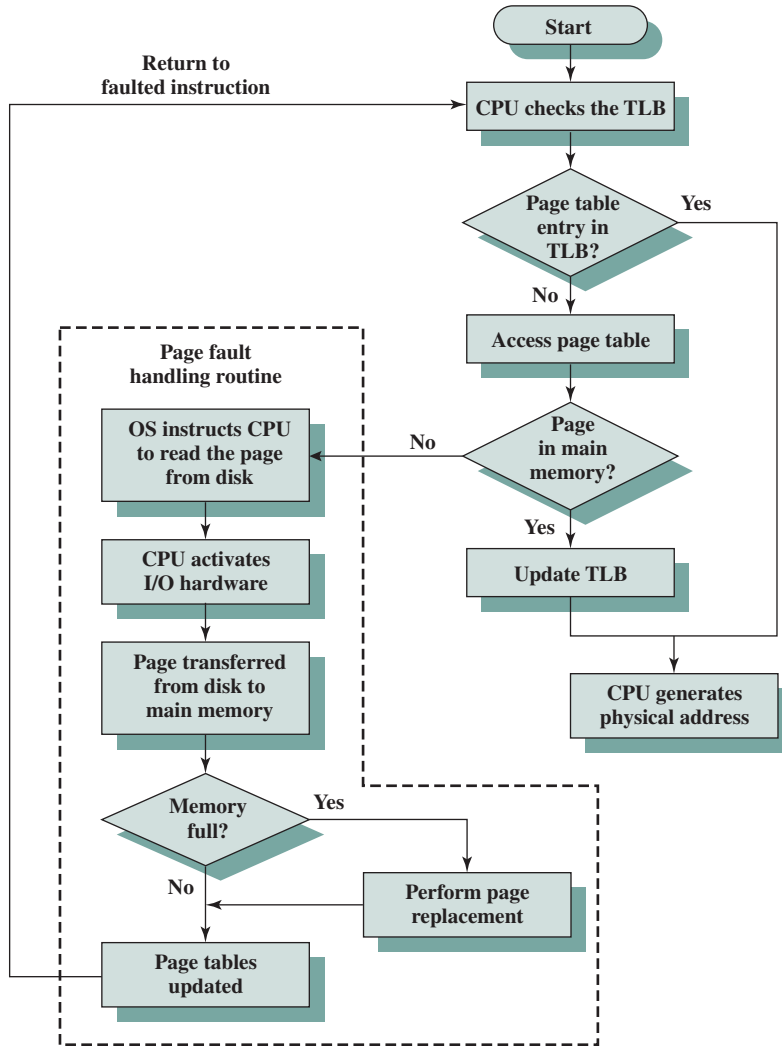 Start
Return to
faulted instruction
CPU checks the TLB
Page table
entry in
TLB?
Yes
No
Access page table
Page fault
handling routine
Page
in main
memory?
No
Yes
OS instructs CPU
to read the page
from disk
CPU activates
I/O hardware
Update TLB
Page transferred
from disk to
main memory
CPU generates
physical address
Memory
full?
Yes
No
Perform page
replacement
Page tables
updated